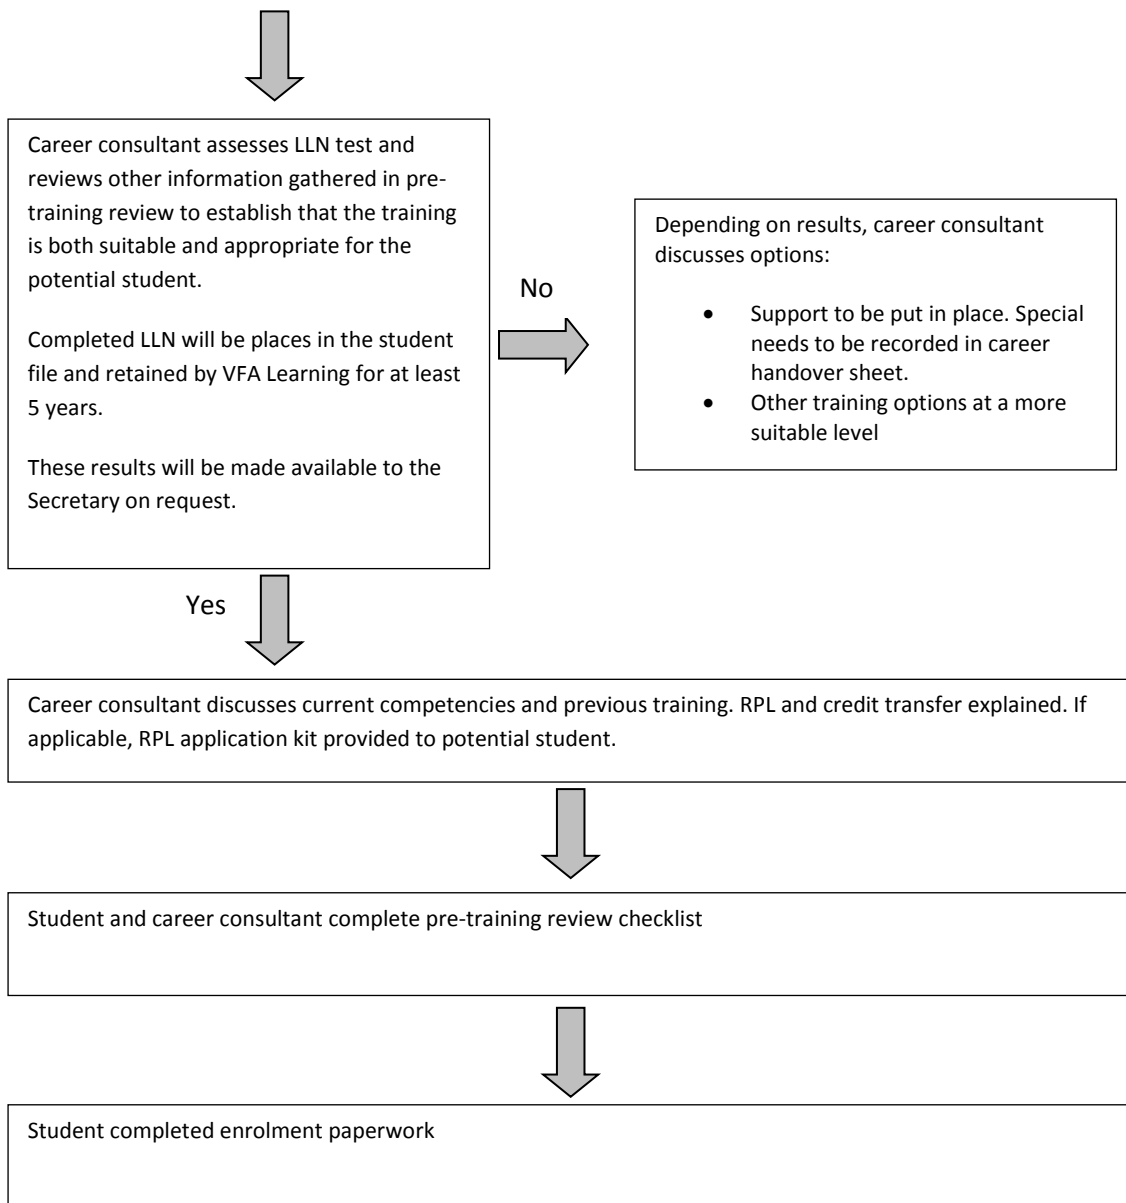 Career consultant assesses LLN test and
reviews other information gathered in pre-
training review to establish that the training
is both suitable and appropriate for the
potential student.
Completed LLN will be places in the student
file and retained by VFA Learning for at least
5 years.
These results will be made available to the
Secretary on request.
No
Depending on results, career consultant
discusses options:
• Support to be put in place. Special
needs to be recorded in career
handover sheet.
• Other training options at a more
suitable level
Yes
Career consultant discusses current competencies and previous training. RPL and credit transfer explained. If
applicable, RPL application kit provided to potential student.
Student and career consultant complete pre-training review checklist
Student completed enrolment paperwork